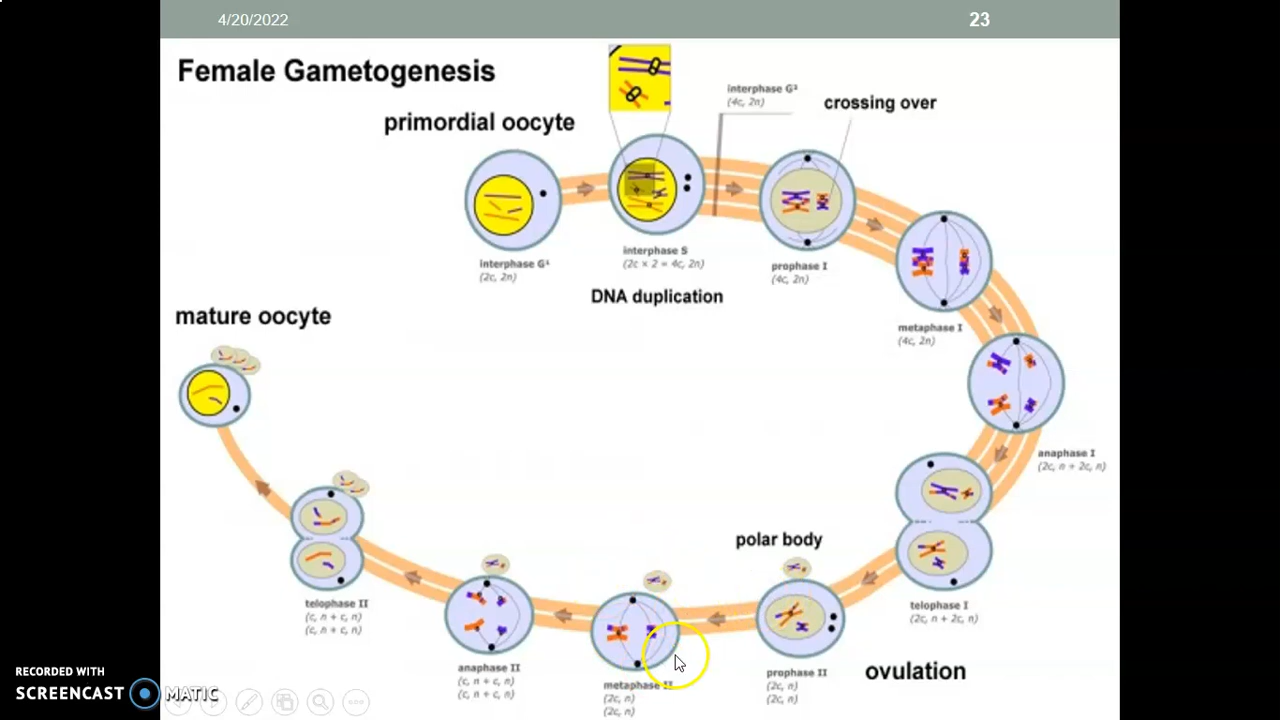 4/20/2022
23
Female Gametogenesis
primordial oocyte
interphase G²
(4c, 2n)
crossing over
interphase G¹
(2c, 2n)
interphase S
(2c × 2 = 4c, 2n)
DNA duplication
prophase I
(4c, 2n)
metaphase I
(4c, 2n)
mature oocyte
anaphase I
(2c, n + 2c, n)
polar body
telophase I
(2c, n + 2c, n)
telophase II
(c, n + c, n)
(c, n + c, n)
anaphase II
(c, n + c, n)
(c, n + c, n)
metaphase II
(2c, n)
(2c, n)
prophase II
(2c, n)
(2c, n)
ovulation
RECORDED WITH
SCREENCAST MATIC